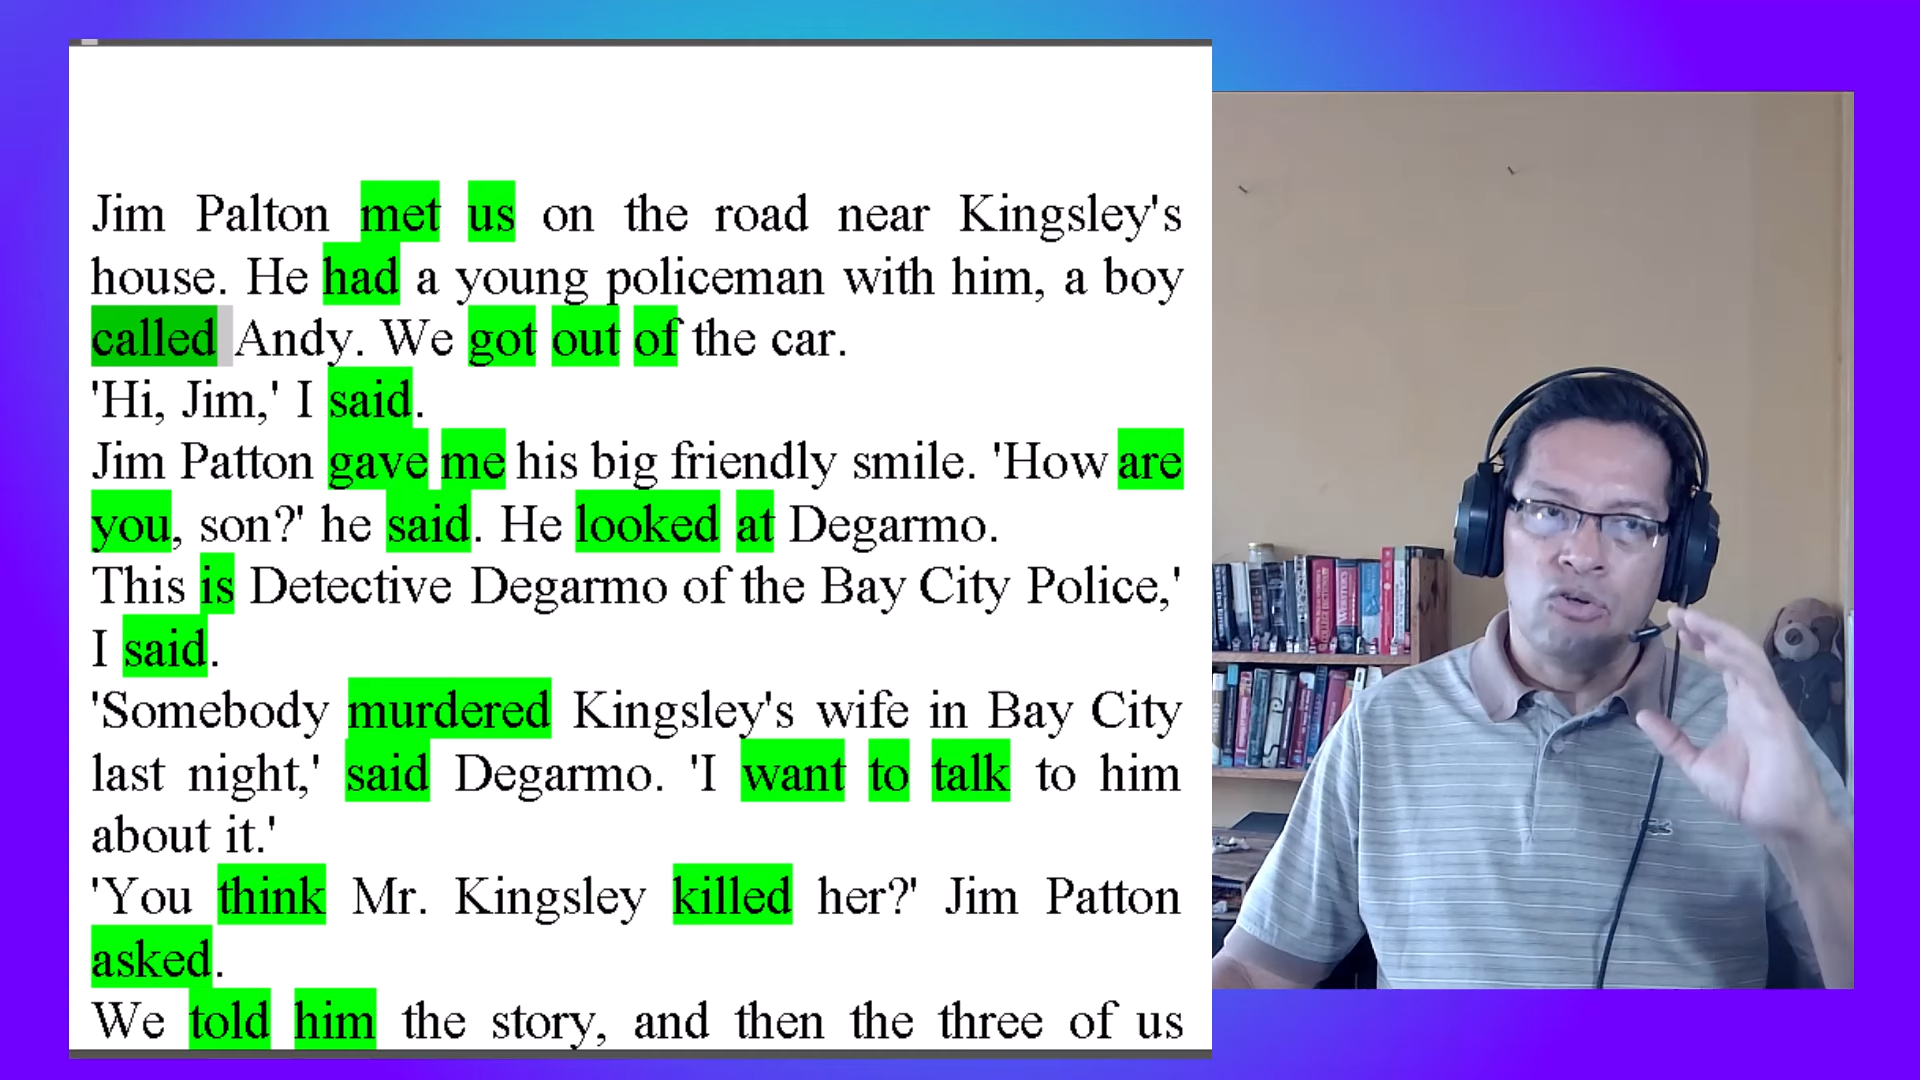 Jim Palton met us on the road near Kingsley's
house. He had a young policeman with him, a boy
called Andy. We got out of the car.
'Hi, Jim,' I said.
Jim Patton gave me his big friendly smile. 'How are
you, son?' he said. He looked at Degarmo.
This is Detective Degarmo of the Bay City Police,'
I said.
'Somebody murdered Kingsley's wife in Bay City
last night,' said Degarmo. 'I want to talk to him
about it.'
'You think Mr. Kingsley killed her?' Jim Patton
asked.
We told him the story, and then the three of us